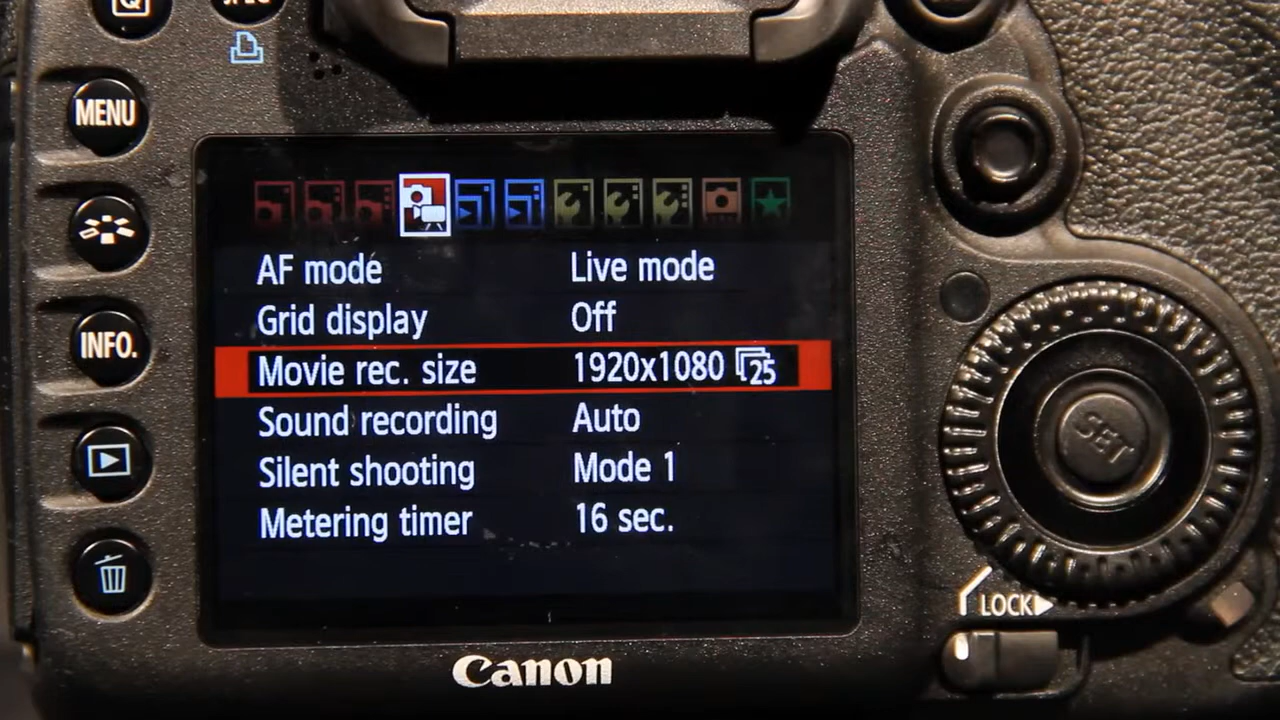 Q
MENU
INFO.
AF mode Live mode
Grid display Off
Movie rec. size 1920x1080 25
Sound recording Auto
Silent shooting Mode 1
Metering timer 16 sec.
SET
LOCK
Canon